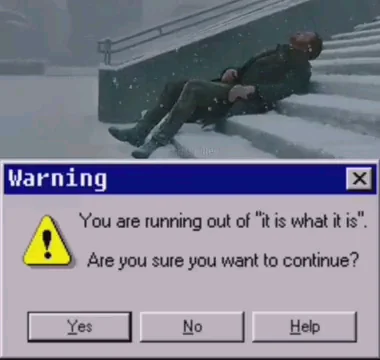 Warning
You are running out of "it is what it is".
Are you sure you want to continue?
Yes
No
Help